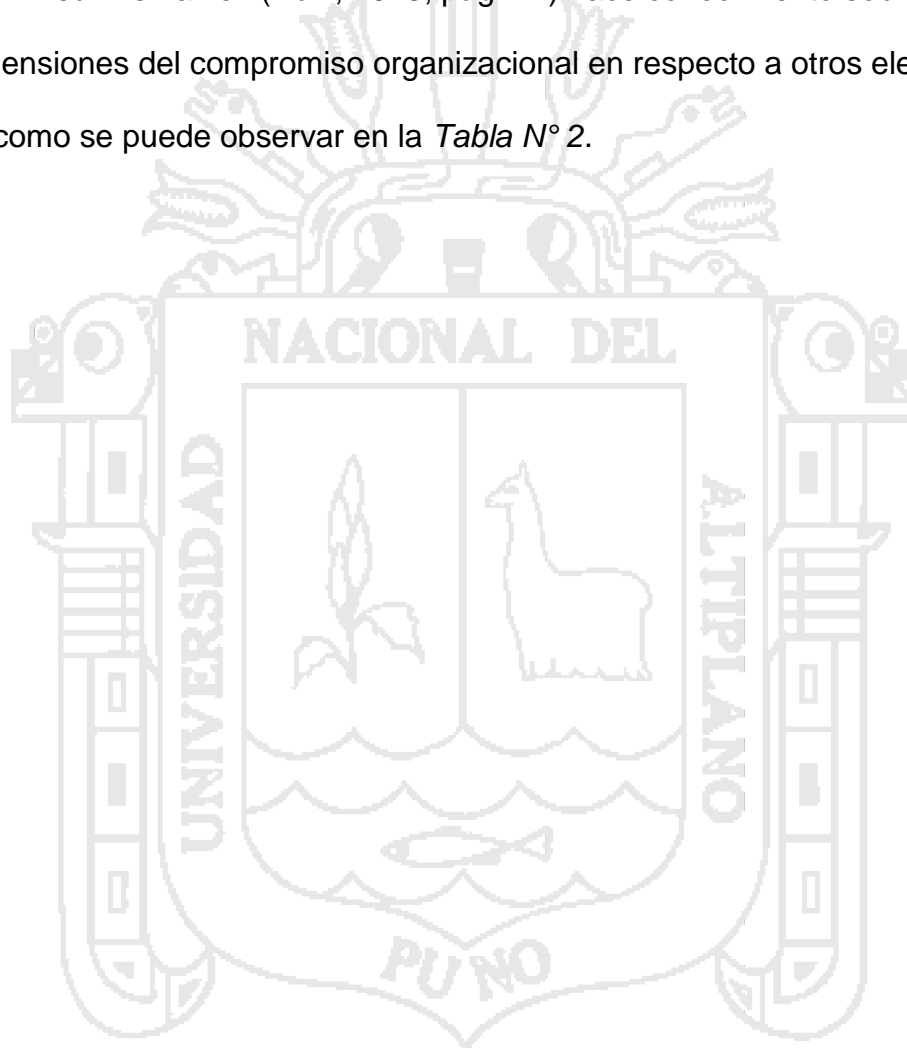 ensiones del compromiso organizacional en respecto a otros ele
como se puede observar en la Tabla N° 2.
NACIONAL DEL
UNIVERSIDAD
ALTIPLANO
PUNO